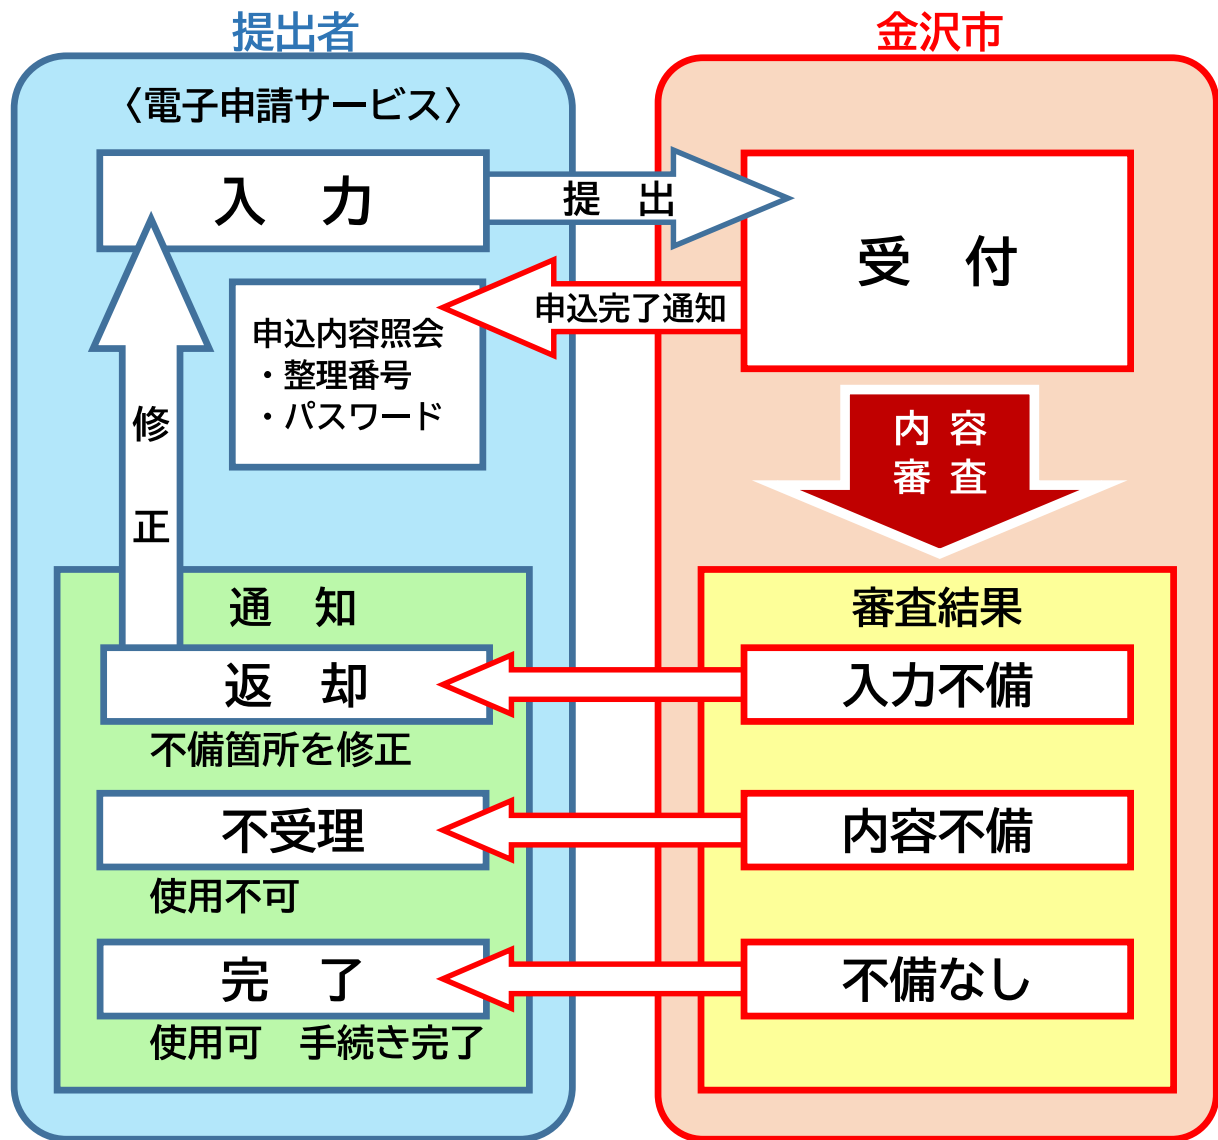 提出者
金沢市
〈電子申請サービス〉
入　力
提　出
受　付
申込完了通知
申込内容照会
・整理番号
・パスワード
修
正
内 容
審 査
通　知
審査結果
返　却
入力不備
不備箇所を修正
不受理
内容不備
使用不可
完　了
不備なし
使用可　手続き完了